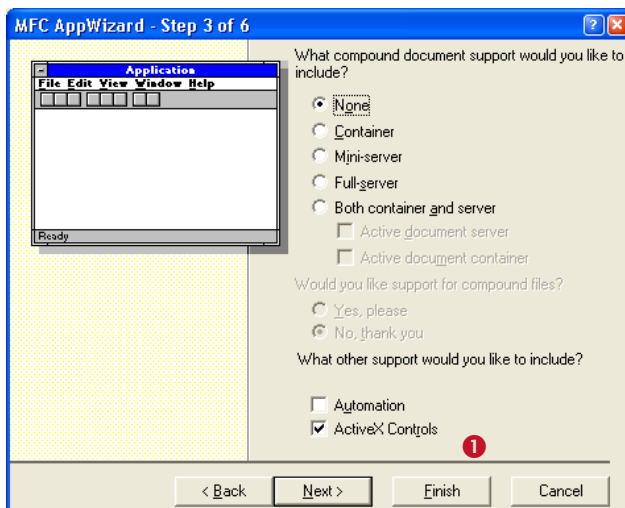 MFC AppWizard - Step 3 of 6
Application
File Edit View Window Help
Ready
What compound document support would you like to
include?
None
Container
Mini-server
Full-server
Both container and server
Active document server
Active document container
Would you like support for compound files?
Yes, please
No, thank you
What other support would you like to include?
Automation
ActiveX Controls
1
< Back
Next >
Finish
Cancel